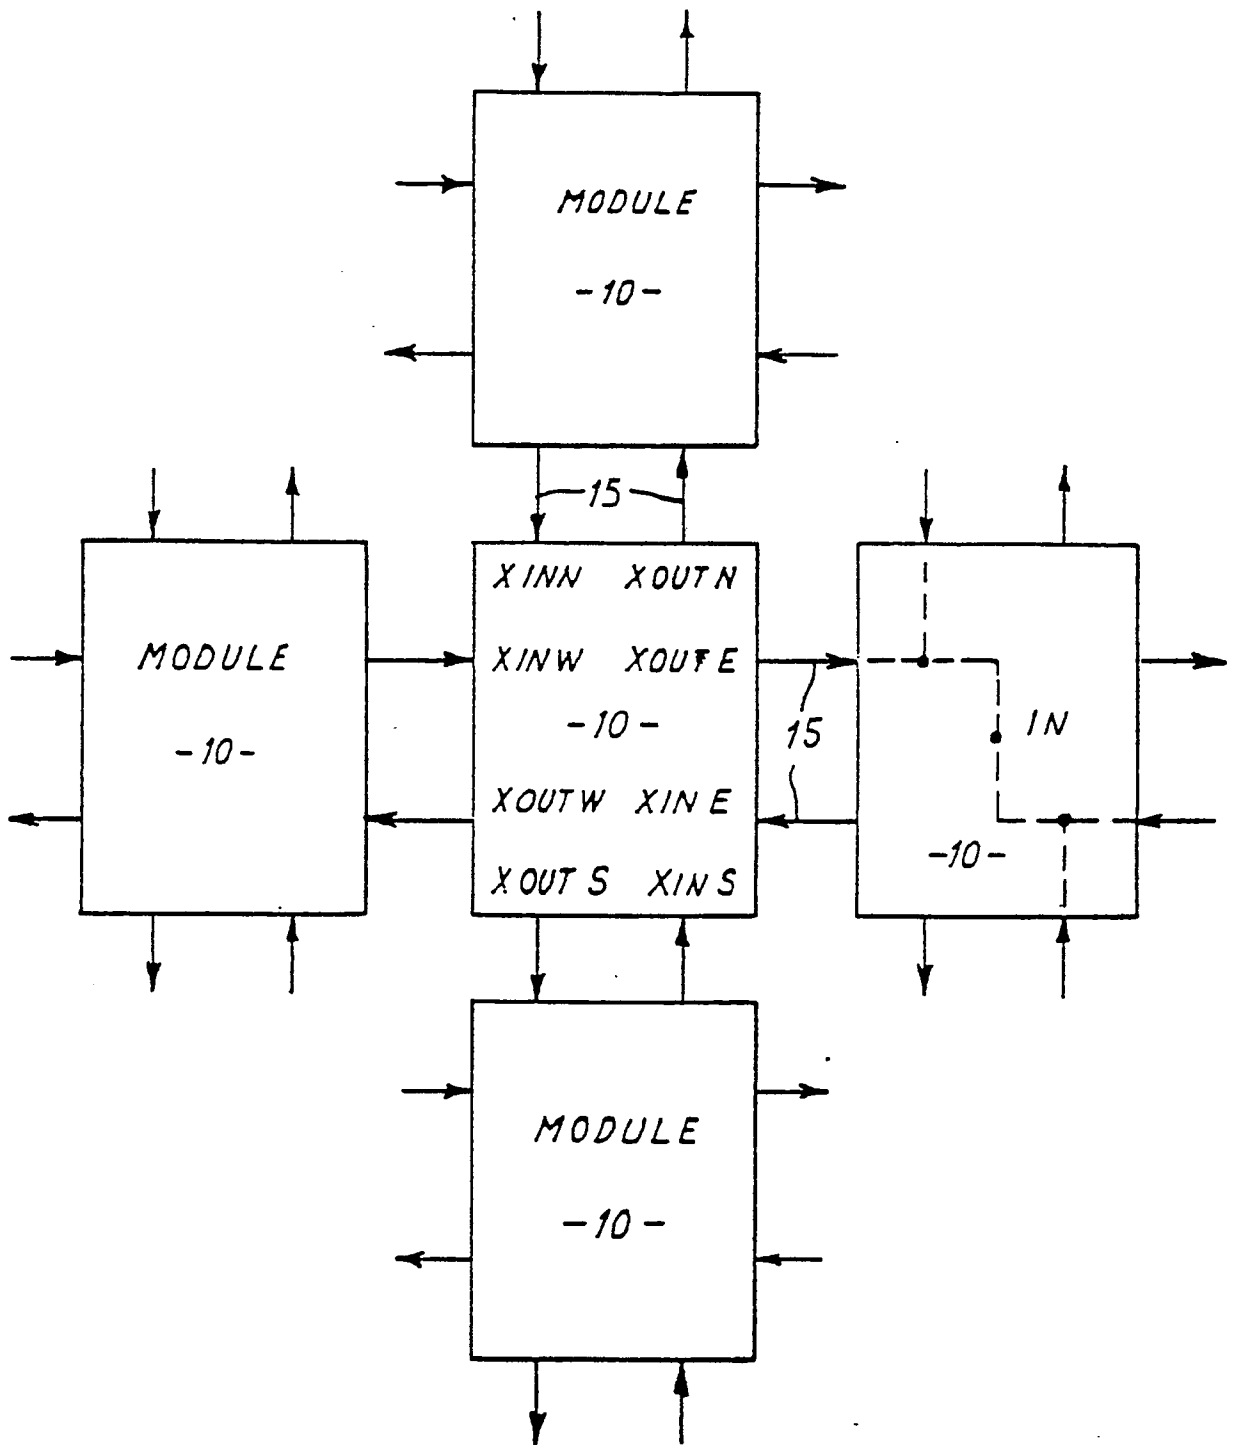 MODULE
-10-
15
XINN XOUTN
MODULE
XINW XOUTE
IN
-10-
-10-
15
XOUTW XINE
-10-
XOUTS XINS
MODULE
-10-